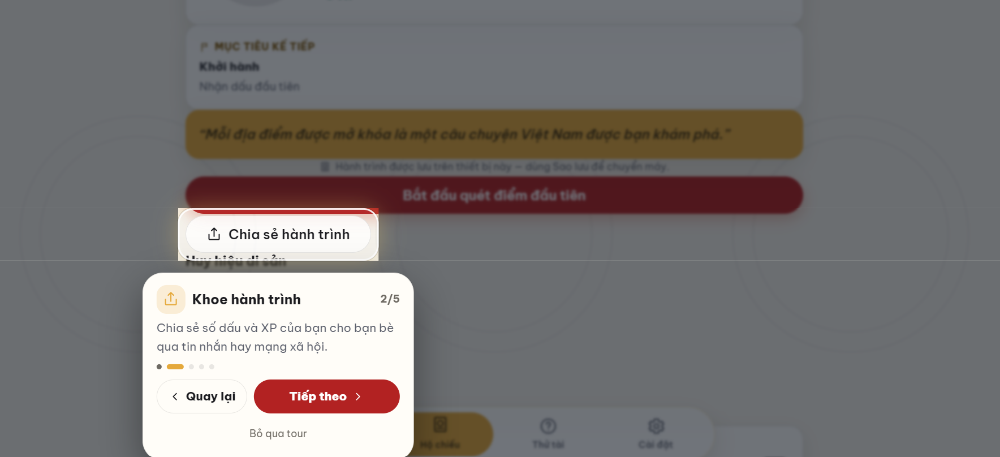 MỤC TIÊU KẾ TIẾP
Khởi hành
Nhận dấu đầu tiên
“Mỗi địa điểm được mở khóa là một câu chuyện Việt Nam được bạn khám phá.”
Hành trình được lưu trên thiết bị này — dùng Sao lưu để chuyển máy.
Bắt đầu quét điểm đầu tiên
Chia sẻ hành trình
Huy hiệu di sản
Khoe hành trình
2/5
Chia sẻ số dấu và XP của bạn cho bạn bè
qua tin nhắn hay mạng xã hội.
Quay lại
Tiếp theo
Bỏ qua tour
Hộ chiếu
Thử tài
Cài đặt